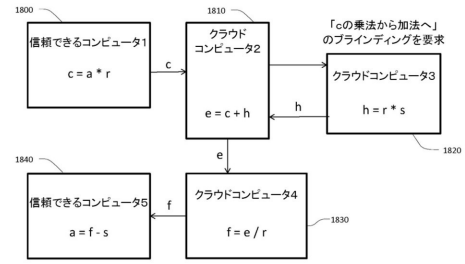 1800
信頼できるコンピュータ1
c = a * r
c
1810
クラウド
コンピュータ2
e = c + h
「cの乗法から加法へ」
のブラインディングを要求
クラウドコンピュータ3
h = r * s
h
1820
e
1840
信頼できるコンピュータ5
a = f - s
f
クラウドコンピュータ4
f = e / r
1830